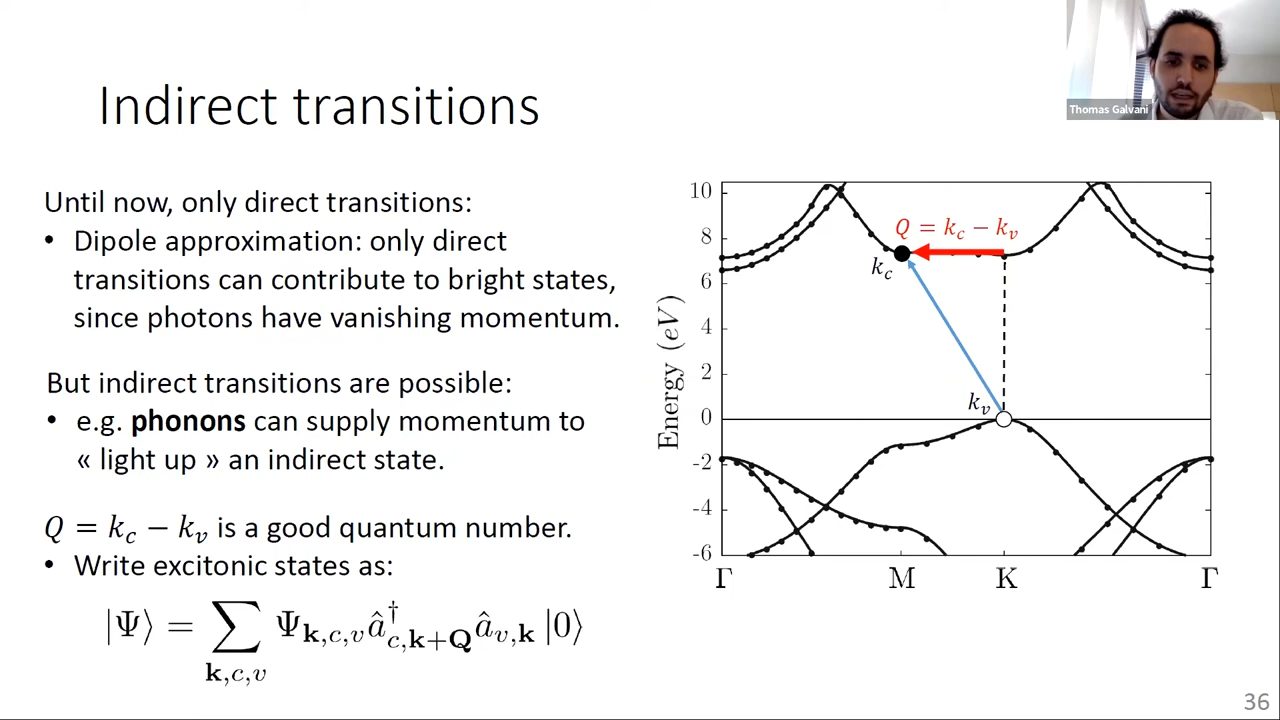 Thomas Galvani
Indirect transitions
Until now, only direct transitions:
• Dipole approximation: only direct
transitions can contribute to bright states,
since photons have vanishing momentum.
But indirect transitions are possible:
• e.g. phonons can supply momentum to
« light up » an indirect state.
Q = k_c − k_v is a good quantum number.
• Write excitonic states as:
|Ψ⟩ = ∑_{k,c,v} Ψ_{k,c,v} â†_{c,k+Q} â_{v,k} |0⟩
Energy (eV)
10
8
6
4
2
0
-2
-4
-6
Q = k_c − k_v
k_c
k_v
Γ M K Γ
36